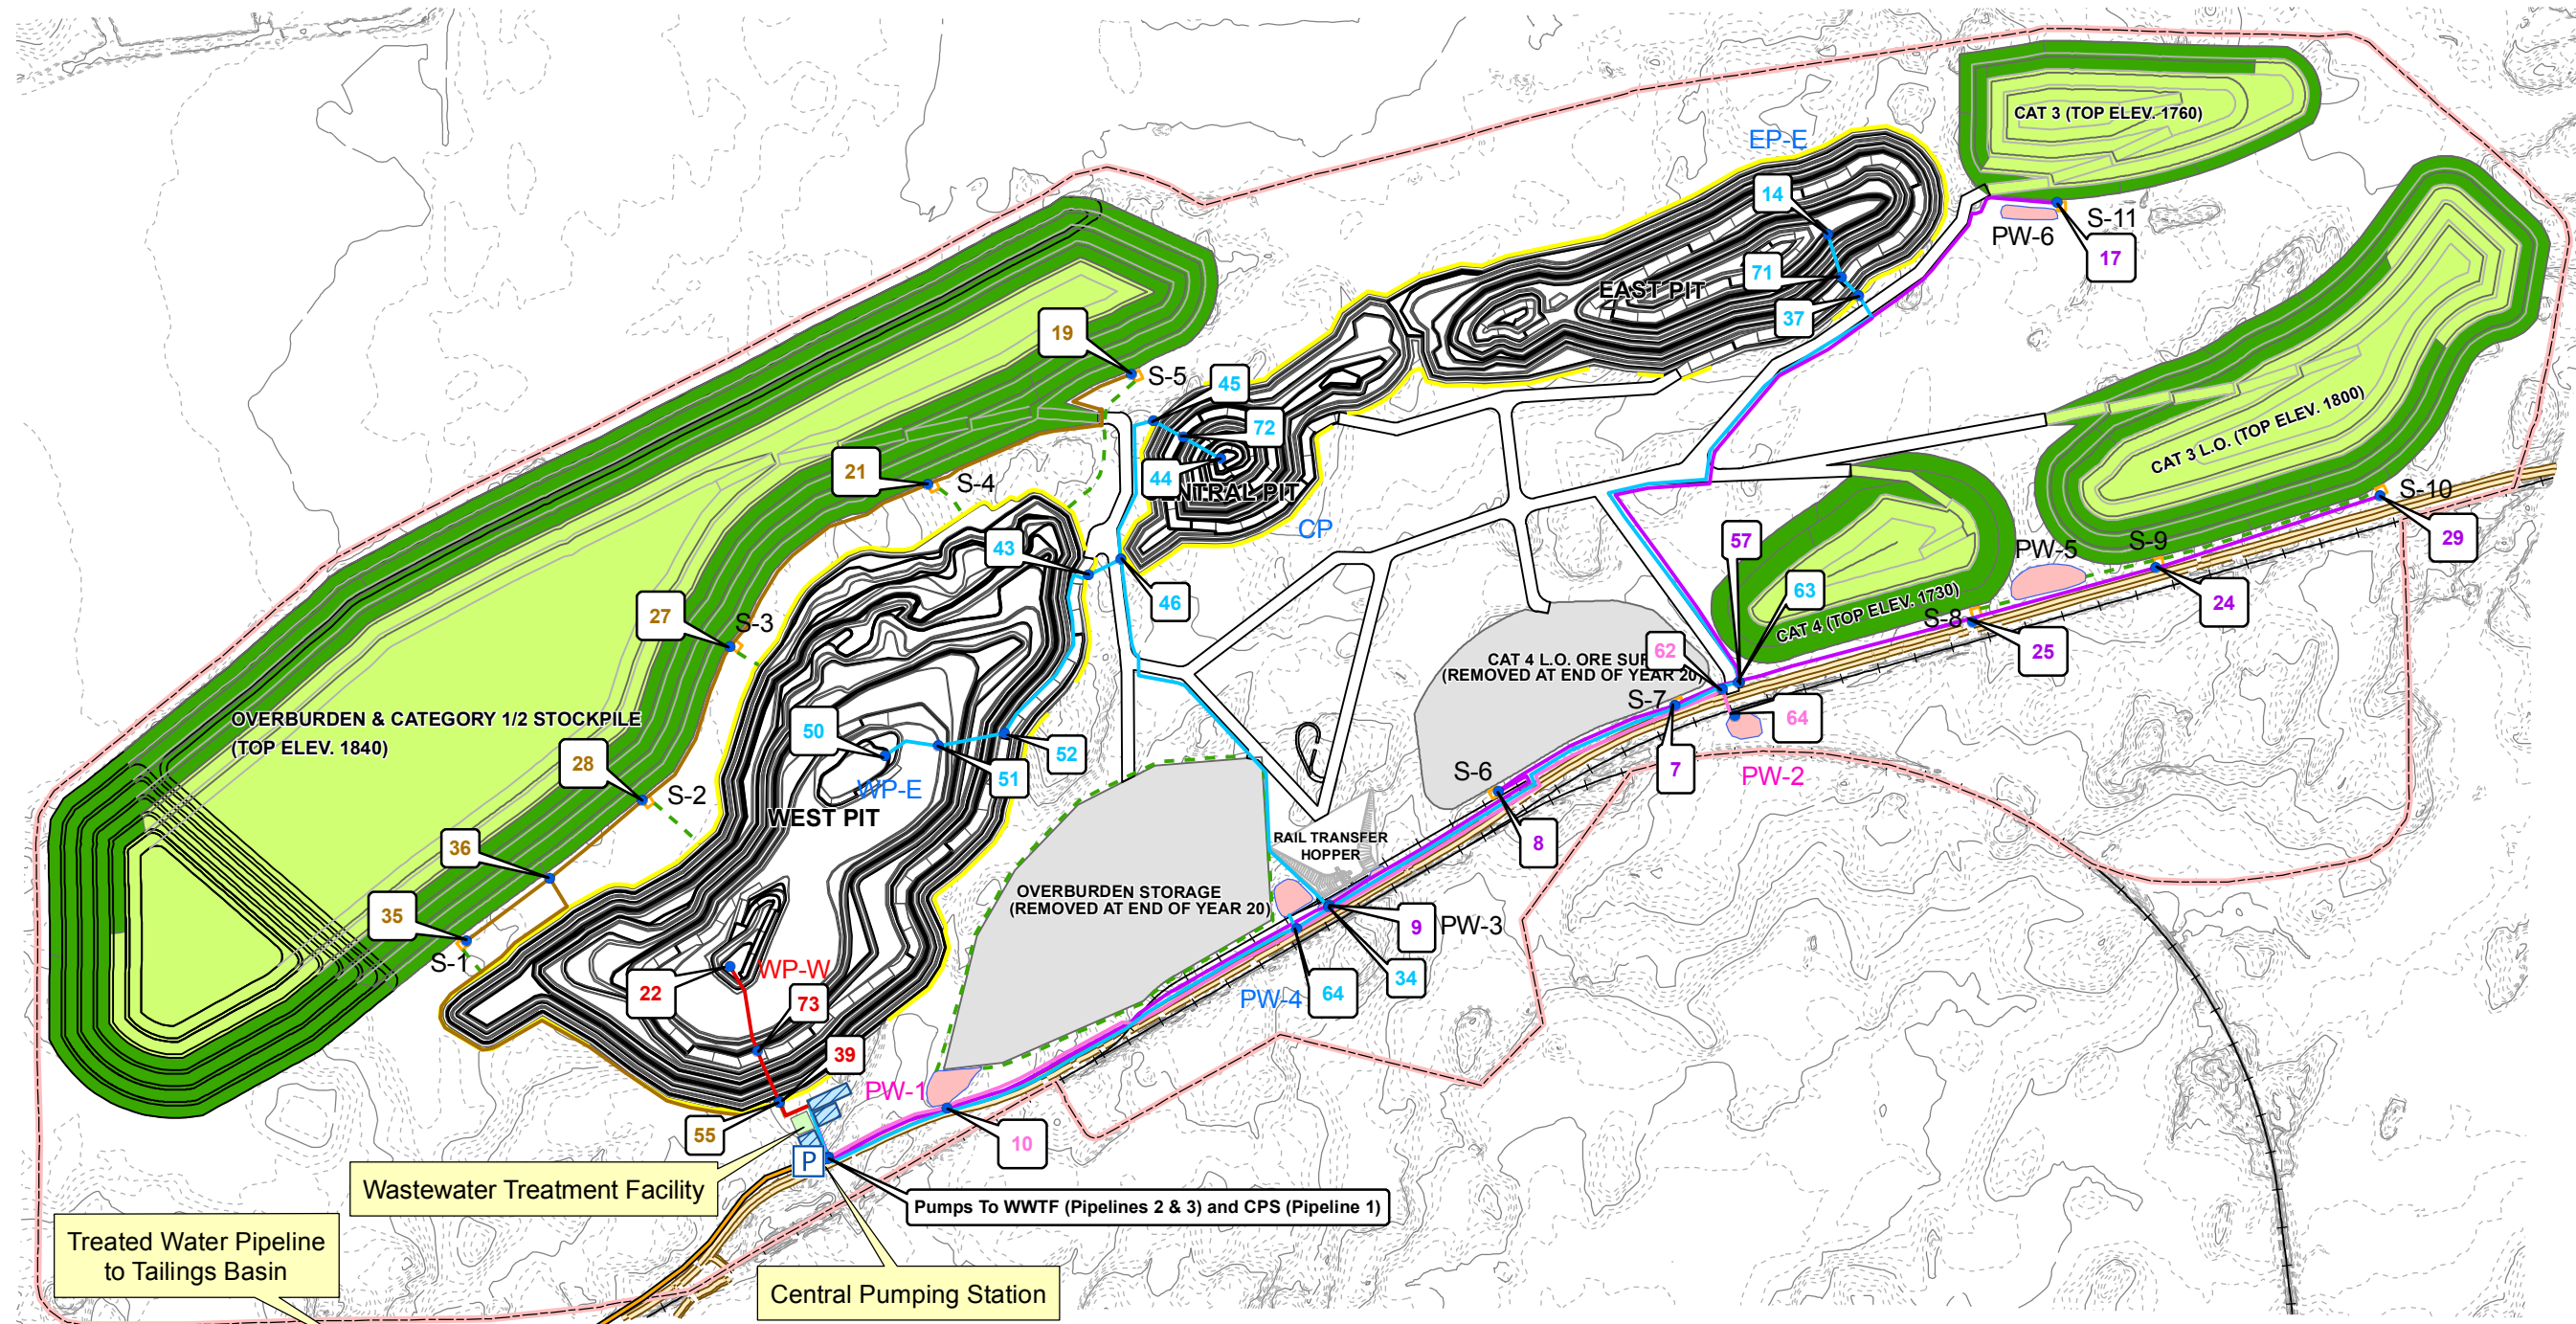 CAT 3 (TOP ELEV. 1760)
EP-E
14
S-11
PW-6
17
71
EAST PIT
37
19
S-5
45
72
44
NTRAL PIT
CP
21
S-4
43
46
CAT 3 L.O. (TOP ELEV. 1800)
S-10
29
57
63
PW-5
S-9
24
CAT 4 (TOP ELEV. 1730)
S-8
25
27
S-3
CAT 4 L.O. ORE SUR
(REMOVED AT END OF YEAR 20)
62
S-7
64
7
PW-2
OVERBURDEN & CATEGORY 1/2 STOCKPILE
(TOP ELEV. 1840)
50
WP-E
51
52
28
S-2
WEST PIT
S-6
8
RAIL TRANSFER
HOPPER
36
35
S-1
OVERBURDEN STORAGE
(REMOVED AT END OF YEAR 20)
9
PW-3
34
PW-4
64
WP-W
22
73
39
PW-1
55
10
P
Wastewater Treatment Facility
Pumps To WWTF (Pipelines 2 & 3) and CPS (Pipeline 1)
Treated Water Pipeline
to Tailings Basin
Central Pumping Station